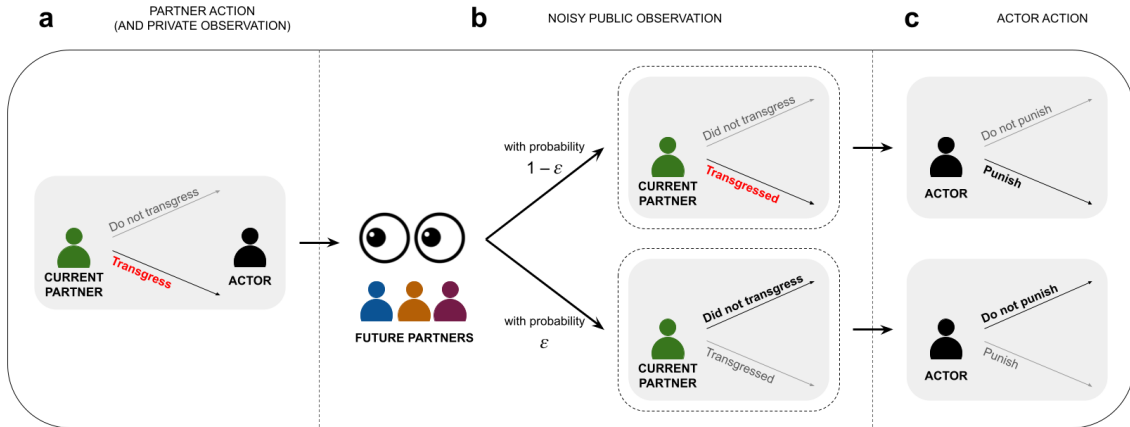 a
PARTNER ACTION
(AND PRIVATE OBSERVATION)
b
NOISY PUBLIC OBSERVATION
c
ACTOR ACTION
Do not transgress
Transgress
CURRENT
PARTNER
ACTOR
FUTURE PARTNERS
with probability
1 − ε
with probability
ε
Did not transgress
Transgressed
CURRENT
PARTNER
Did not transgress
Transgressed
CURRENT
PARTNER
Do not punish
Punish
ACTOR
Do not punish
Punish
ACTOR